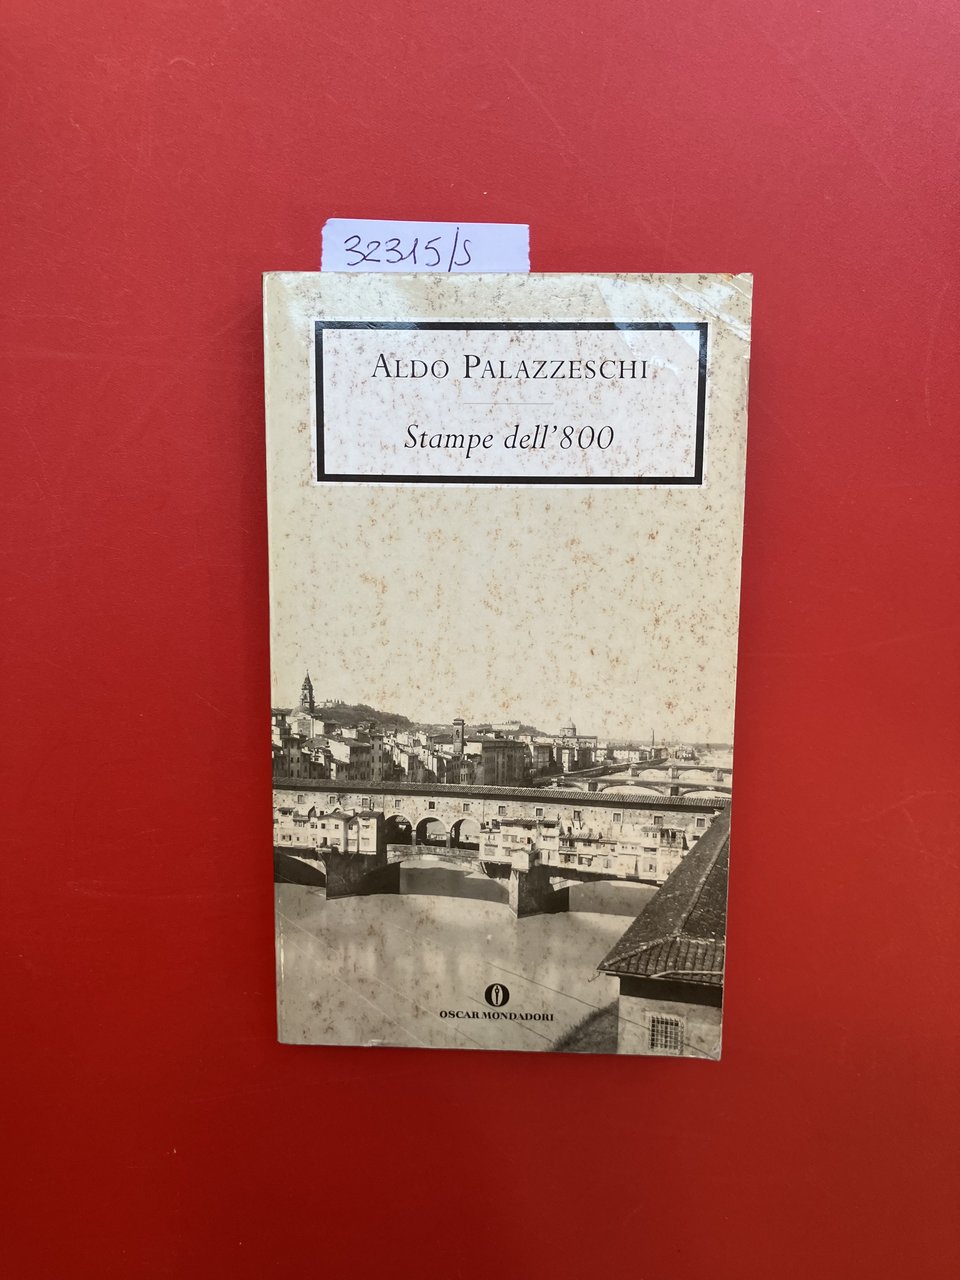 32315/S
ALDO PALAZZESCHI
Stampe dell'800
OSCAR MONDADORI